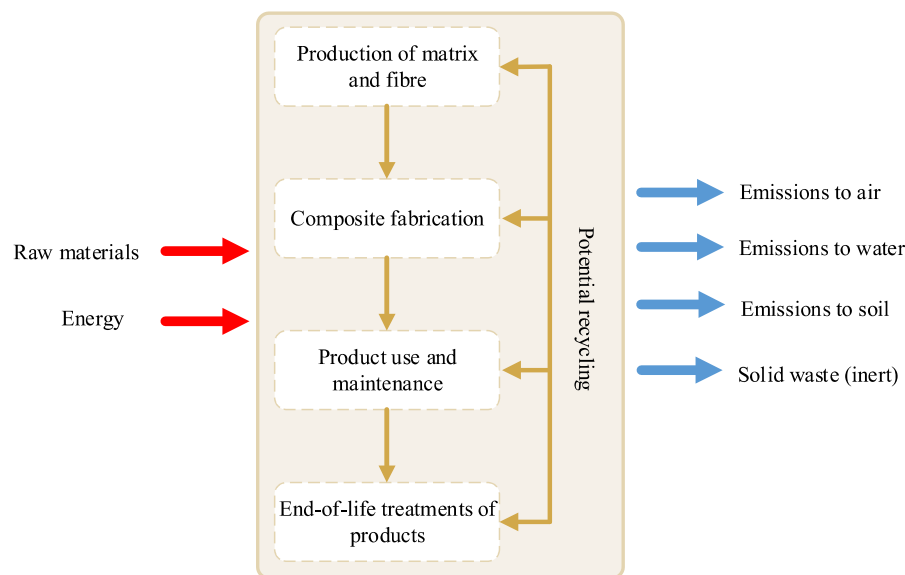 Production of matrix
and fibre
Composite fabrication
Product use and
maintenance
End-of-life treatments of
products
Potential recycling
Raw materials
Energy
Emissions to air
Emissions to water
Emissions to soil
Solid waste (inert)